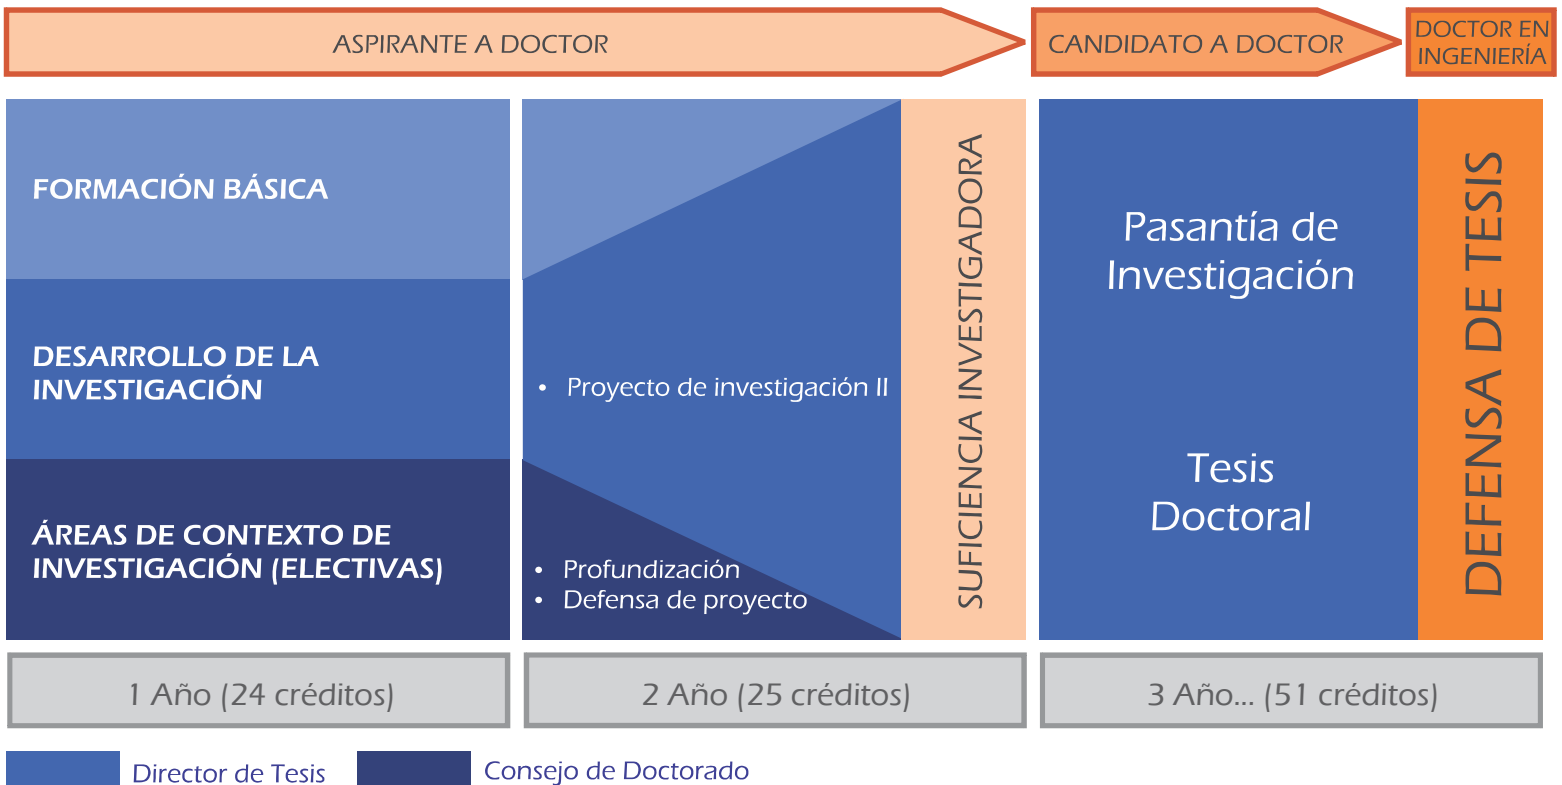 ASPIRANTE A DOCTOR
CANDIDATO A DOCTOR
DOCTOR EN
INGENIERÍA
FORMACIÓN BÁSICA
DESARROLLO DE LA
INVESTIGACIÓN
ÁREAS DE CONTEXTO DE
INVESTIGACIÓN (ELECTIVAS)
• Proyecto de investigación II
• Profundización
• Defensa de proyecto
SUFICIENCIA INVESTIGADORA
Pasantía de
Investigación
Tesis
Doctoral
DEFENSA DE TESIS
1 Año (24 créditos)
2 Año (25 créditos)
3 Año... (51 créditos)
Director de Tesis
Consejo de Doctorado